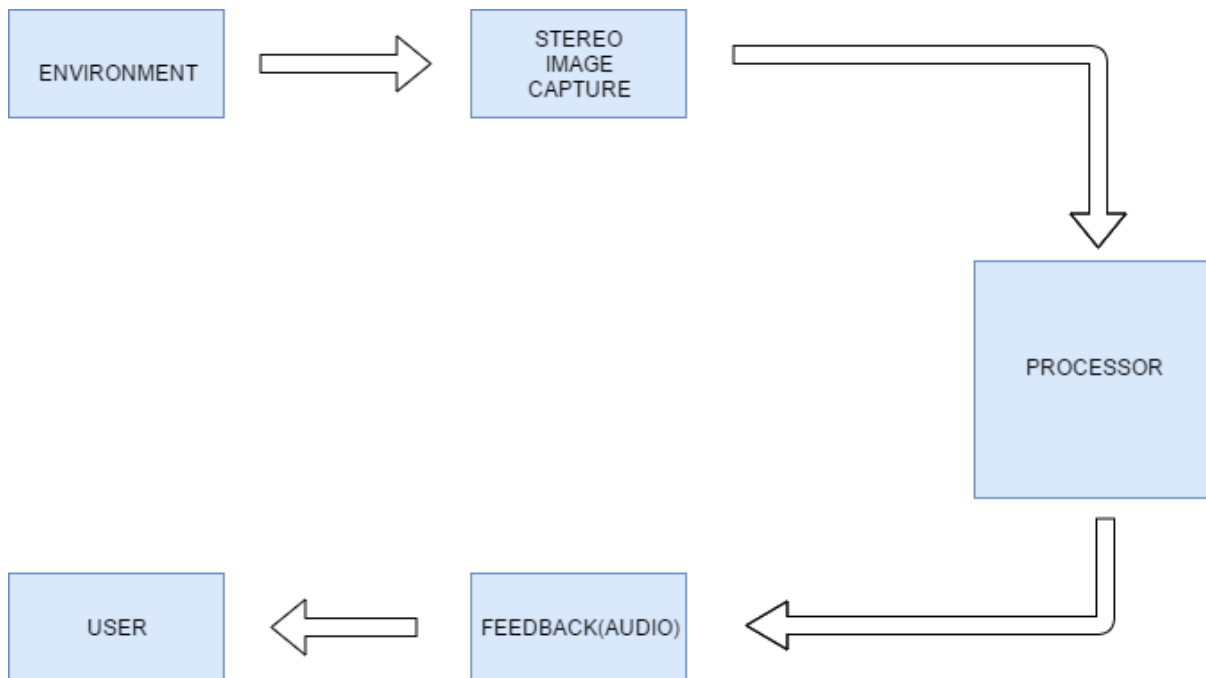 ENVIRONMENT
STEREO
IMAGE
CAPTURE
PROCESSOR
USER
FEEDBACK(AUDIO)